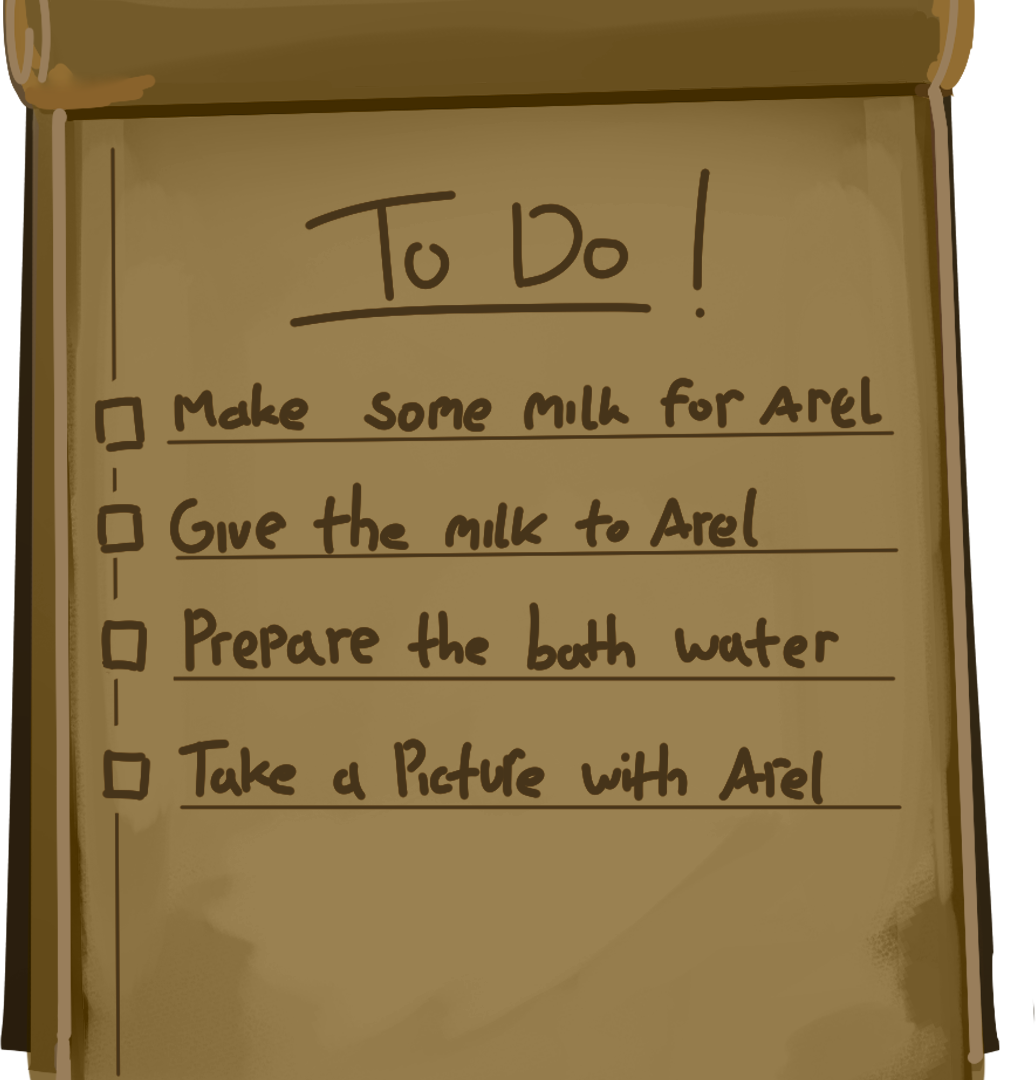 To Do !
Make some milk for Arel
Give the milk to Arel
Prepare the bath water
Take a Picture with Arel